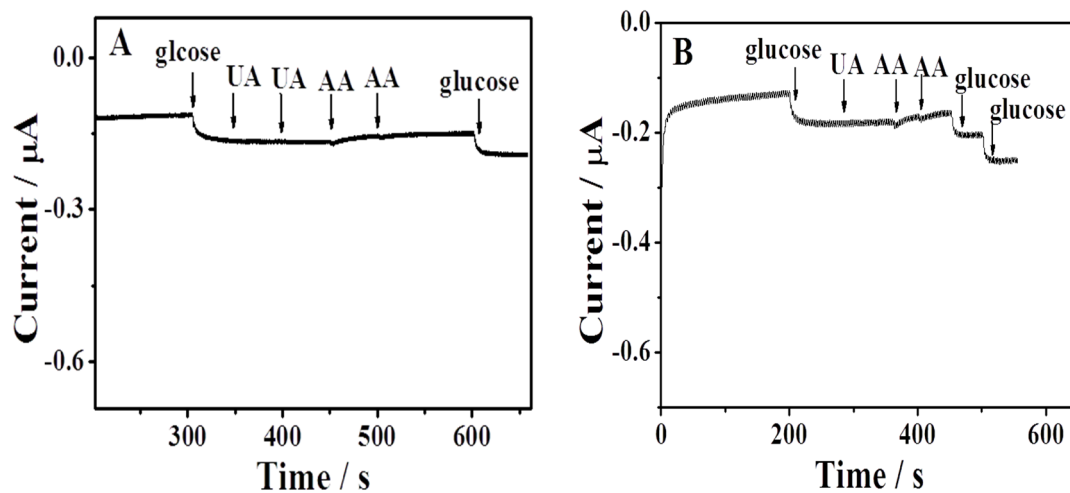 A
glcose
UA UA AA AA
glucose
0.0
-0.3
-0.6
Current / μA
300 400 500 600
Time / s
B
glucose
UA AA AA
glucose
glucose
0.0
-0.2
-0.4
-0.6
Current / μA
0 200 400 600
Time / s